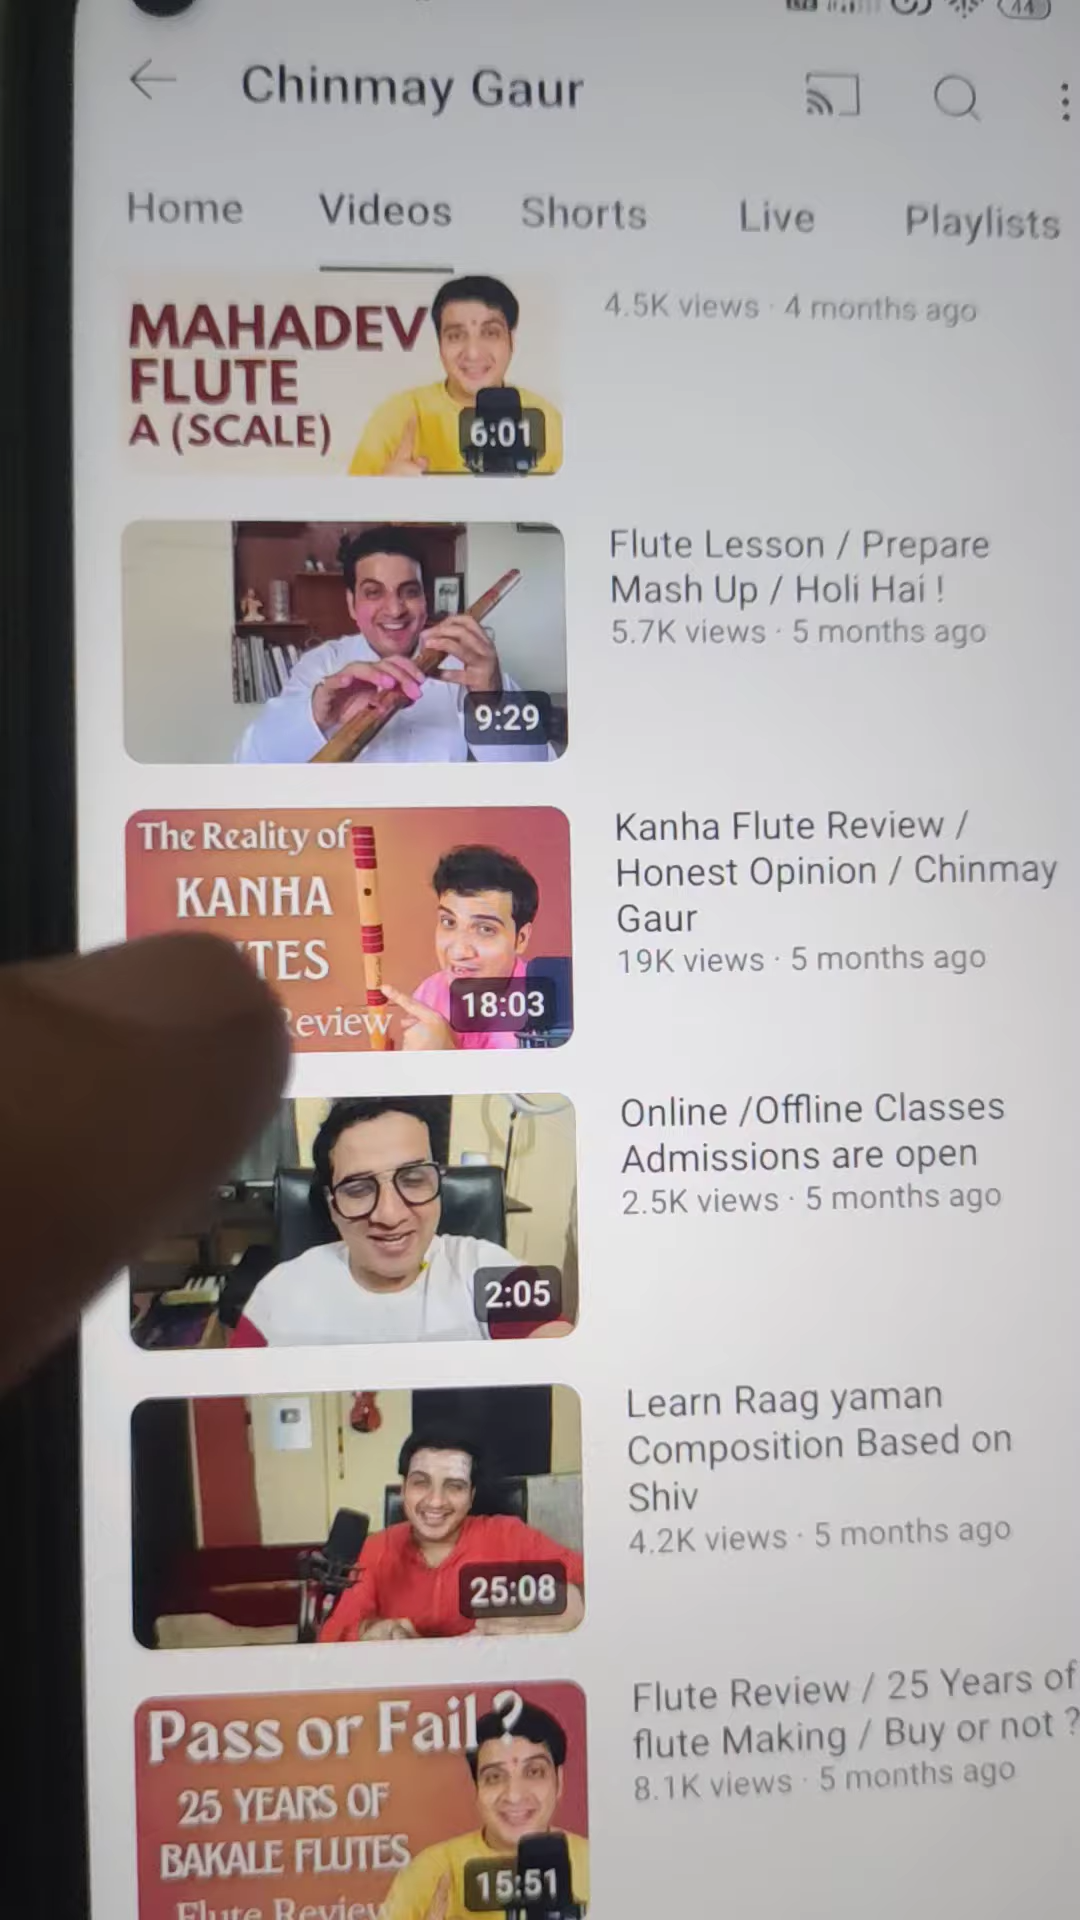 44
Chinmay Gaur
Home Videos Shorts Live Playlists
MAHADEV
FLUTE
A (SCALE)
6:01
4.5K views · 4 months ago
9:29
Flute Lesson / Prepare
Mash Up / Holi Hai !
5.7K views · 5 months ago
The Reality of
KANHA
TES
Review
18:03
Kanha Flute Review /
Honest Opinion / Chinmay
Gaur
19K views · 5 months ago
2:05
Online /Offline Classes
Admissions are open
2.5K views · 5 months ago
25:08
Learn Raag yaman
Composition Based on
Shiv
4.2K views · 5 months ago
Pass or Fail ?
25 YEARS OF
BAKALE FLUTES
Flute Review
15:51
Flute Review / 25 Years of
flute Making / Buy or not ?
8.1K views · 5 months ago